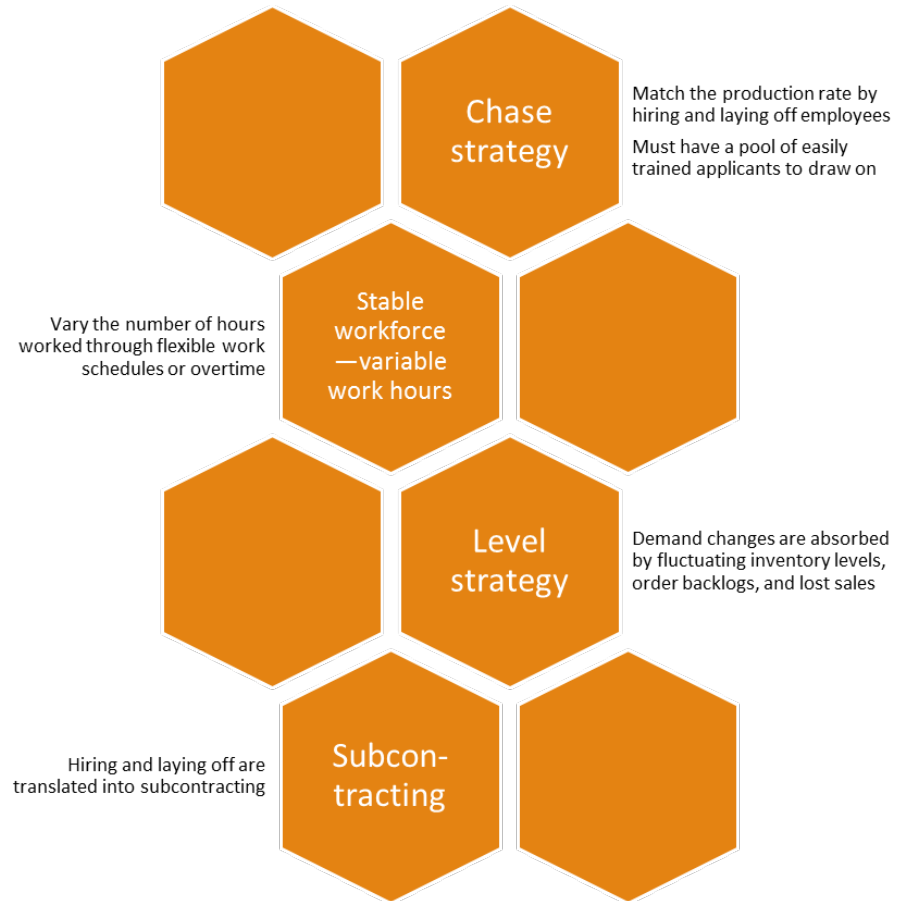 Chase
strategy
Match the production rate by
hiring and laying off employees
Must have a pool of easily
trained applicants to draw on
Vary the number of hours
worked through flexible work
schedules or overtime
Stable
workforce
—variable
work hours
Level
strategy
Demand changes are absorbed
by fluctuating inventory levels,
order backlogs, and lost sales
Hiring and laying off are
translated into subcontracting
Subcon-
tracting